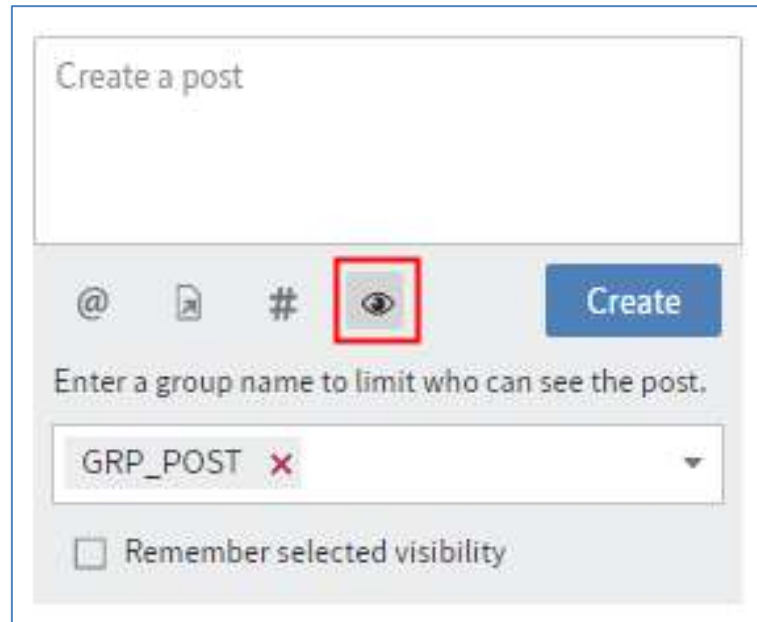 Create a post
@ # Create
Enter a group name to limit who can see the post.
GRP_POST
Remember selected visibility